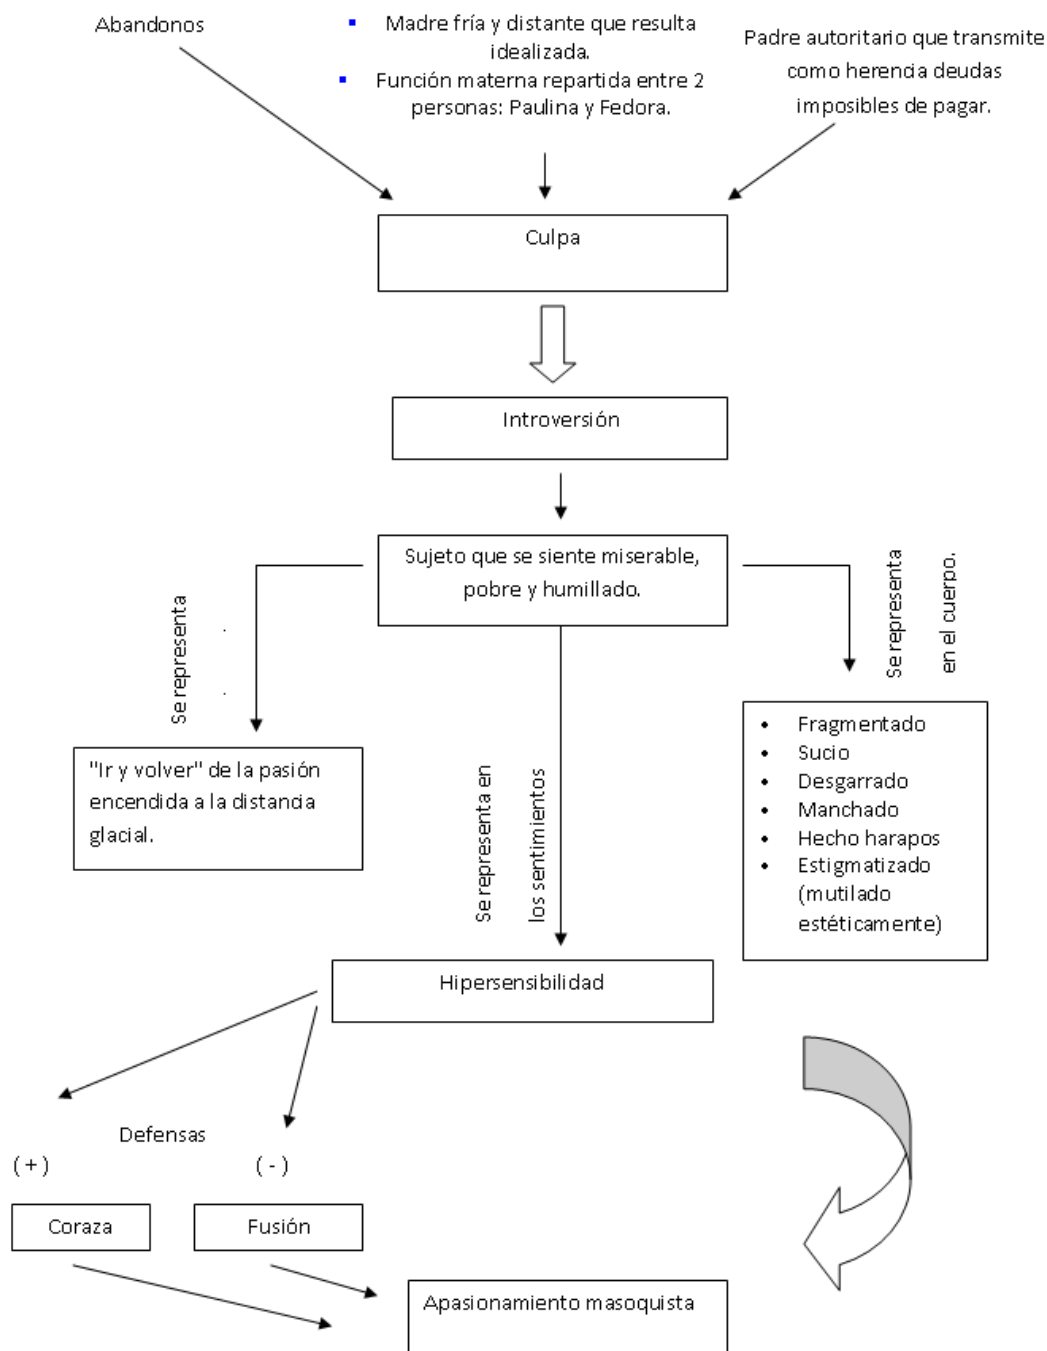 Abandonos
▪ Madre fría y distante que resulta
idealizada.
▪ Función materna repartida entre 2
personas: Paulina y Fedora.
Padre autoritario que transmite
como herencia deudas
imposibles de pagar.
Culpa
Introversión
Sujeto que se siente miserable,
pobre y humillado.
Se representa
Se representa
en el cuerpo.
"Ir y volver" de la pasión
encendida a la distancia
glacial.
Se representa en
los sentimientos
• Fragmentado
• Sucio
• Desgarrado
• Manchado
• Hecho harapos
• Estigmatizado
(mutilado
estéticamente)
Hipersensibilidad
Defensas
(+) (-)
Coraza
Fusión
Apasionamiento masoquista